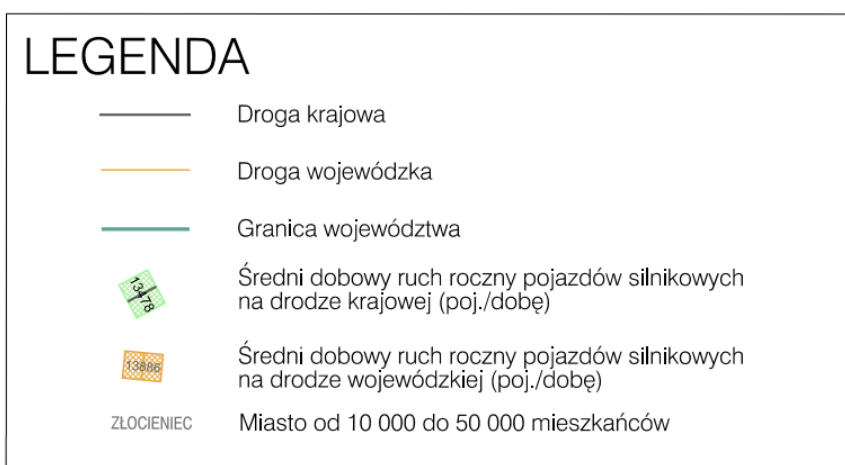 LEGENDA
Droga krajowa
Droga wojewódzka
Granica województwa
13478
Średni dobowy ruch roczny pojazdów silnikowych
na drodze krajowej (poj./dobę)
13886
Średni dobowy ruch roczny pojazdów silnikowych
na drodze wojewódzkiej (poj./dobę)
ZŁOCIENIEC Miasto od 10 000 do 50 000 mieszkańców